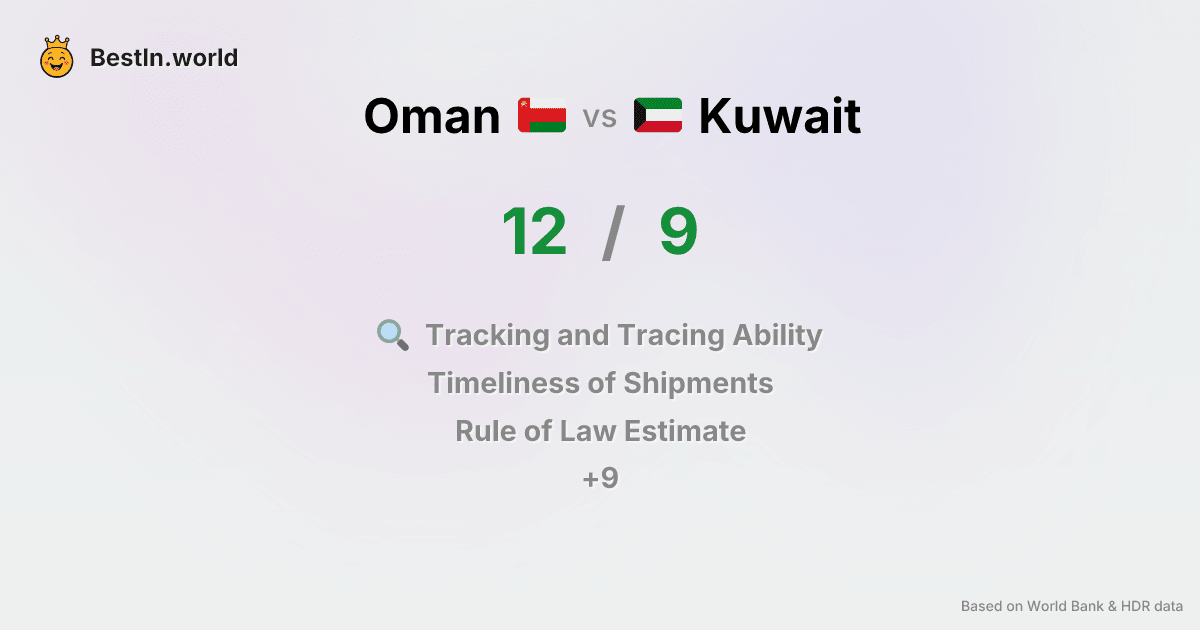 BestIn.world
Oman vs Kuwait
12 / 9
Tracking and Tracing Ability
Timeliness of Shipments
Rule of Law Estimate
+9
Based on World Bank & HDR data